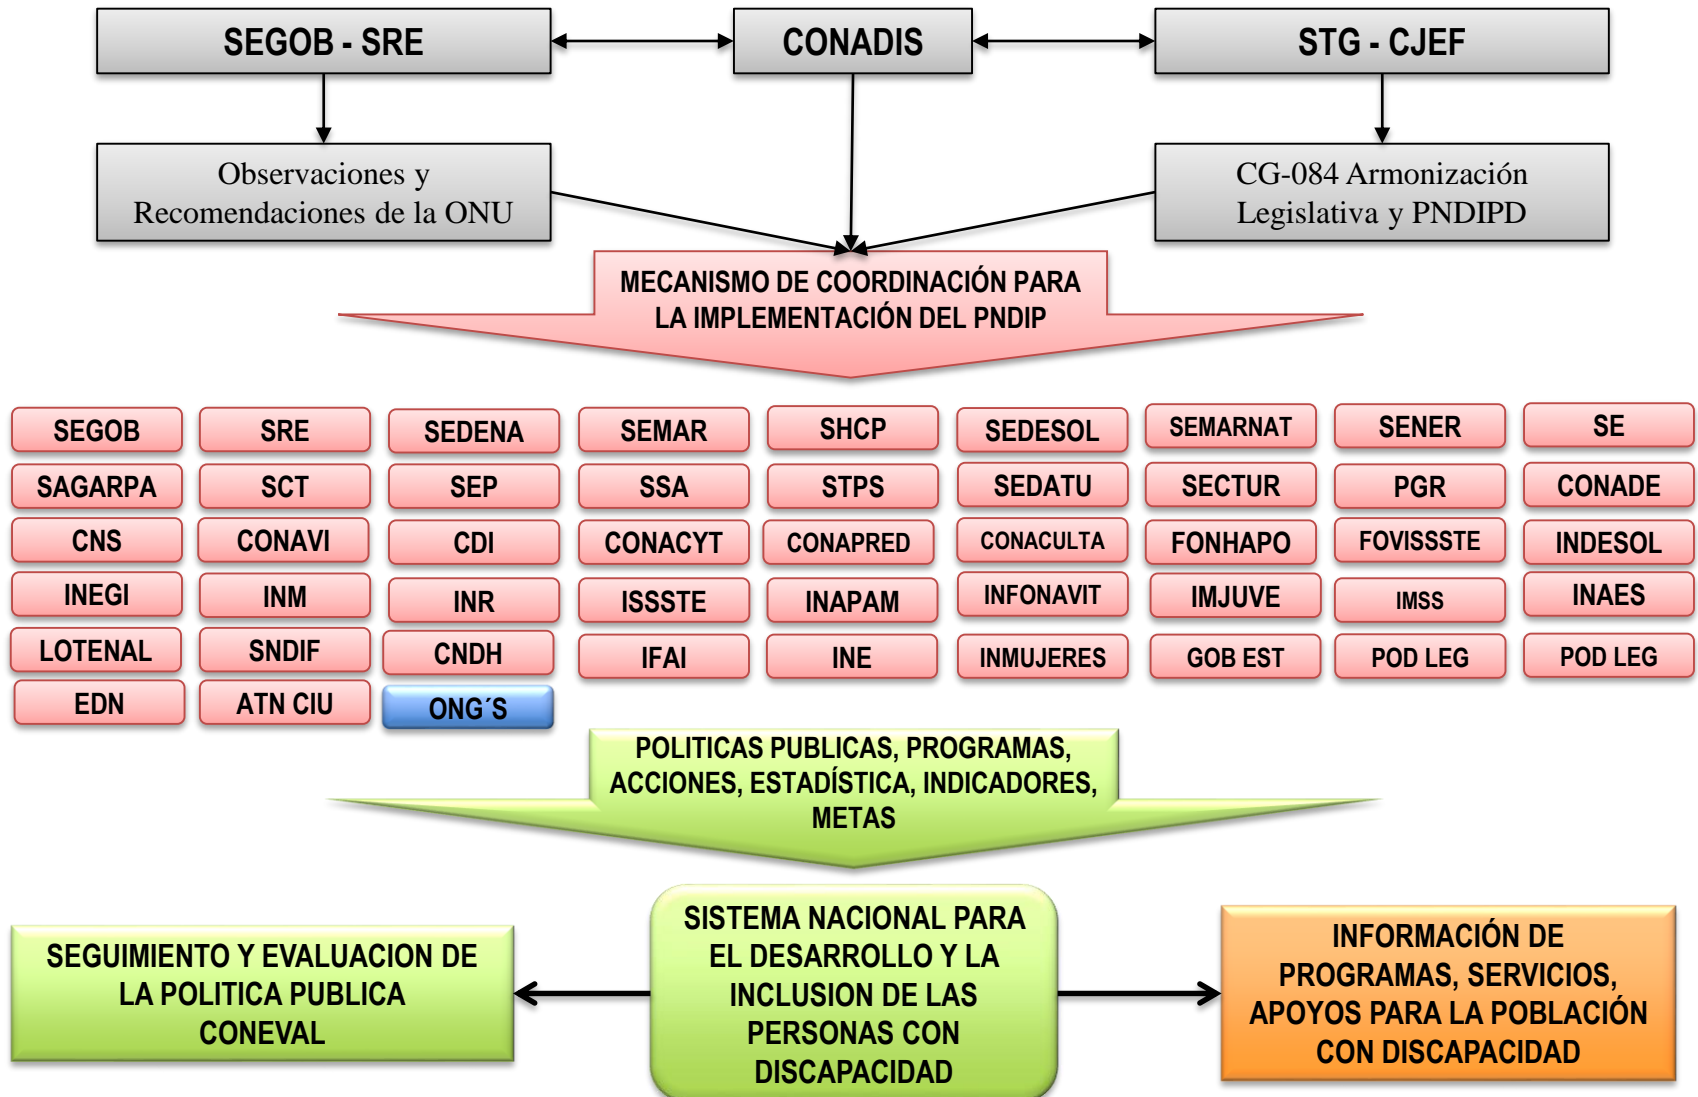 SEGOB - SRE
CONADIS
STG - CJEF
Observaciones y
Recomendaciones de la ONU
CG-084 Armonización
Legislativa y PNDIPD
MECANISMO DE COORDINACIÓN PARA
LA IMPLEMENTACIÓN DEL PNDIP
SEGOB
SRE
SEDENA
SEMAR
SHCP
SEDESOL
SEMARNAT
SENER
SE
SAGARPA
SCT
SEP
SSA
STPS
SEDATU
SECTUR
PGR
CONADE
CNS
CONAVI
CDI
CONACYT
CONAPRED
CONACULTA
FONHAPO
FOVISSSTE
INDESOL
INEGI
INM
INR
ISSSTE
INAPAM
INFONAVIT
IMJUVE
IMSS
INAES
LOTENAL
SNDIF
CNDH
IFAI
INE
INMUJERES
GOB EST
POD LEG
POD LEG
EDN
ATN CIU
ONG´S
POLITICAS PUBLICAS, PROGRAMAS,
ACCIONES, ESTADÍSTICA, INDICADORES,
METAS
SEGUIMIENTO Y EVALUACION DE
LA POLITICA PUBLICA
CONEVAL
SISTEMA NACIONAL PARA
EL DESARROLLO Y LA
INCLUSION DE LAS
PERSONAS CON
DISCAPACIDAD
INFORMACIÓN DE
PROGRAMAS, SERVICIOS,
APOYOS PARA LA POBLACIÓN
CON DISCAPACIDAD